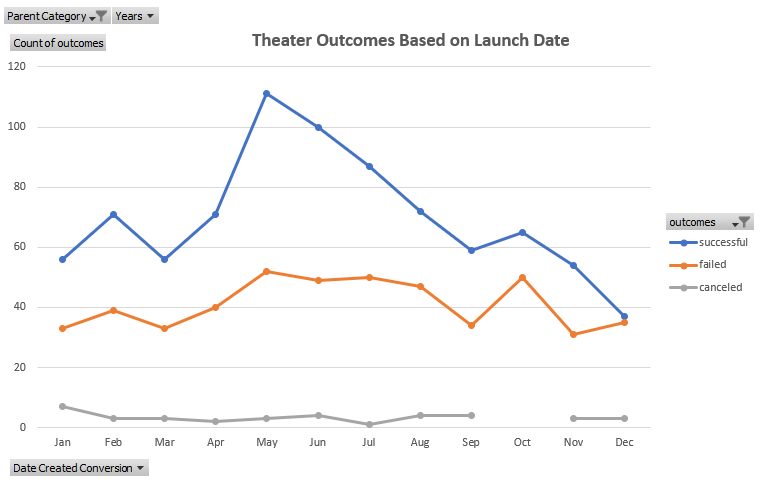 Parent Category Years
Count of outcomes
Theater Outcomes Based on Launch Date
120
100
80
60
40
20
0
Jan Feb Mar Apr May Jun Jul Aug Sep Oct Nov Dec
outcomes
successful
failed
canceled
Date Created Conversion